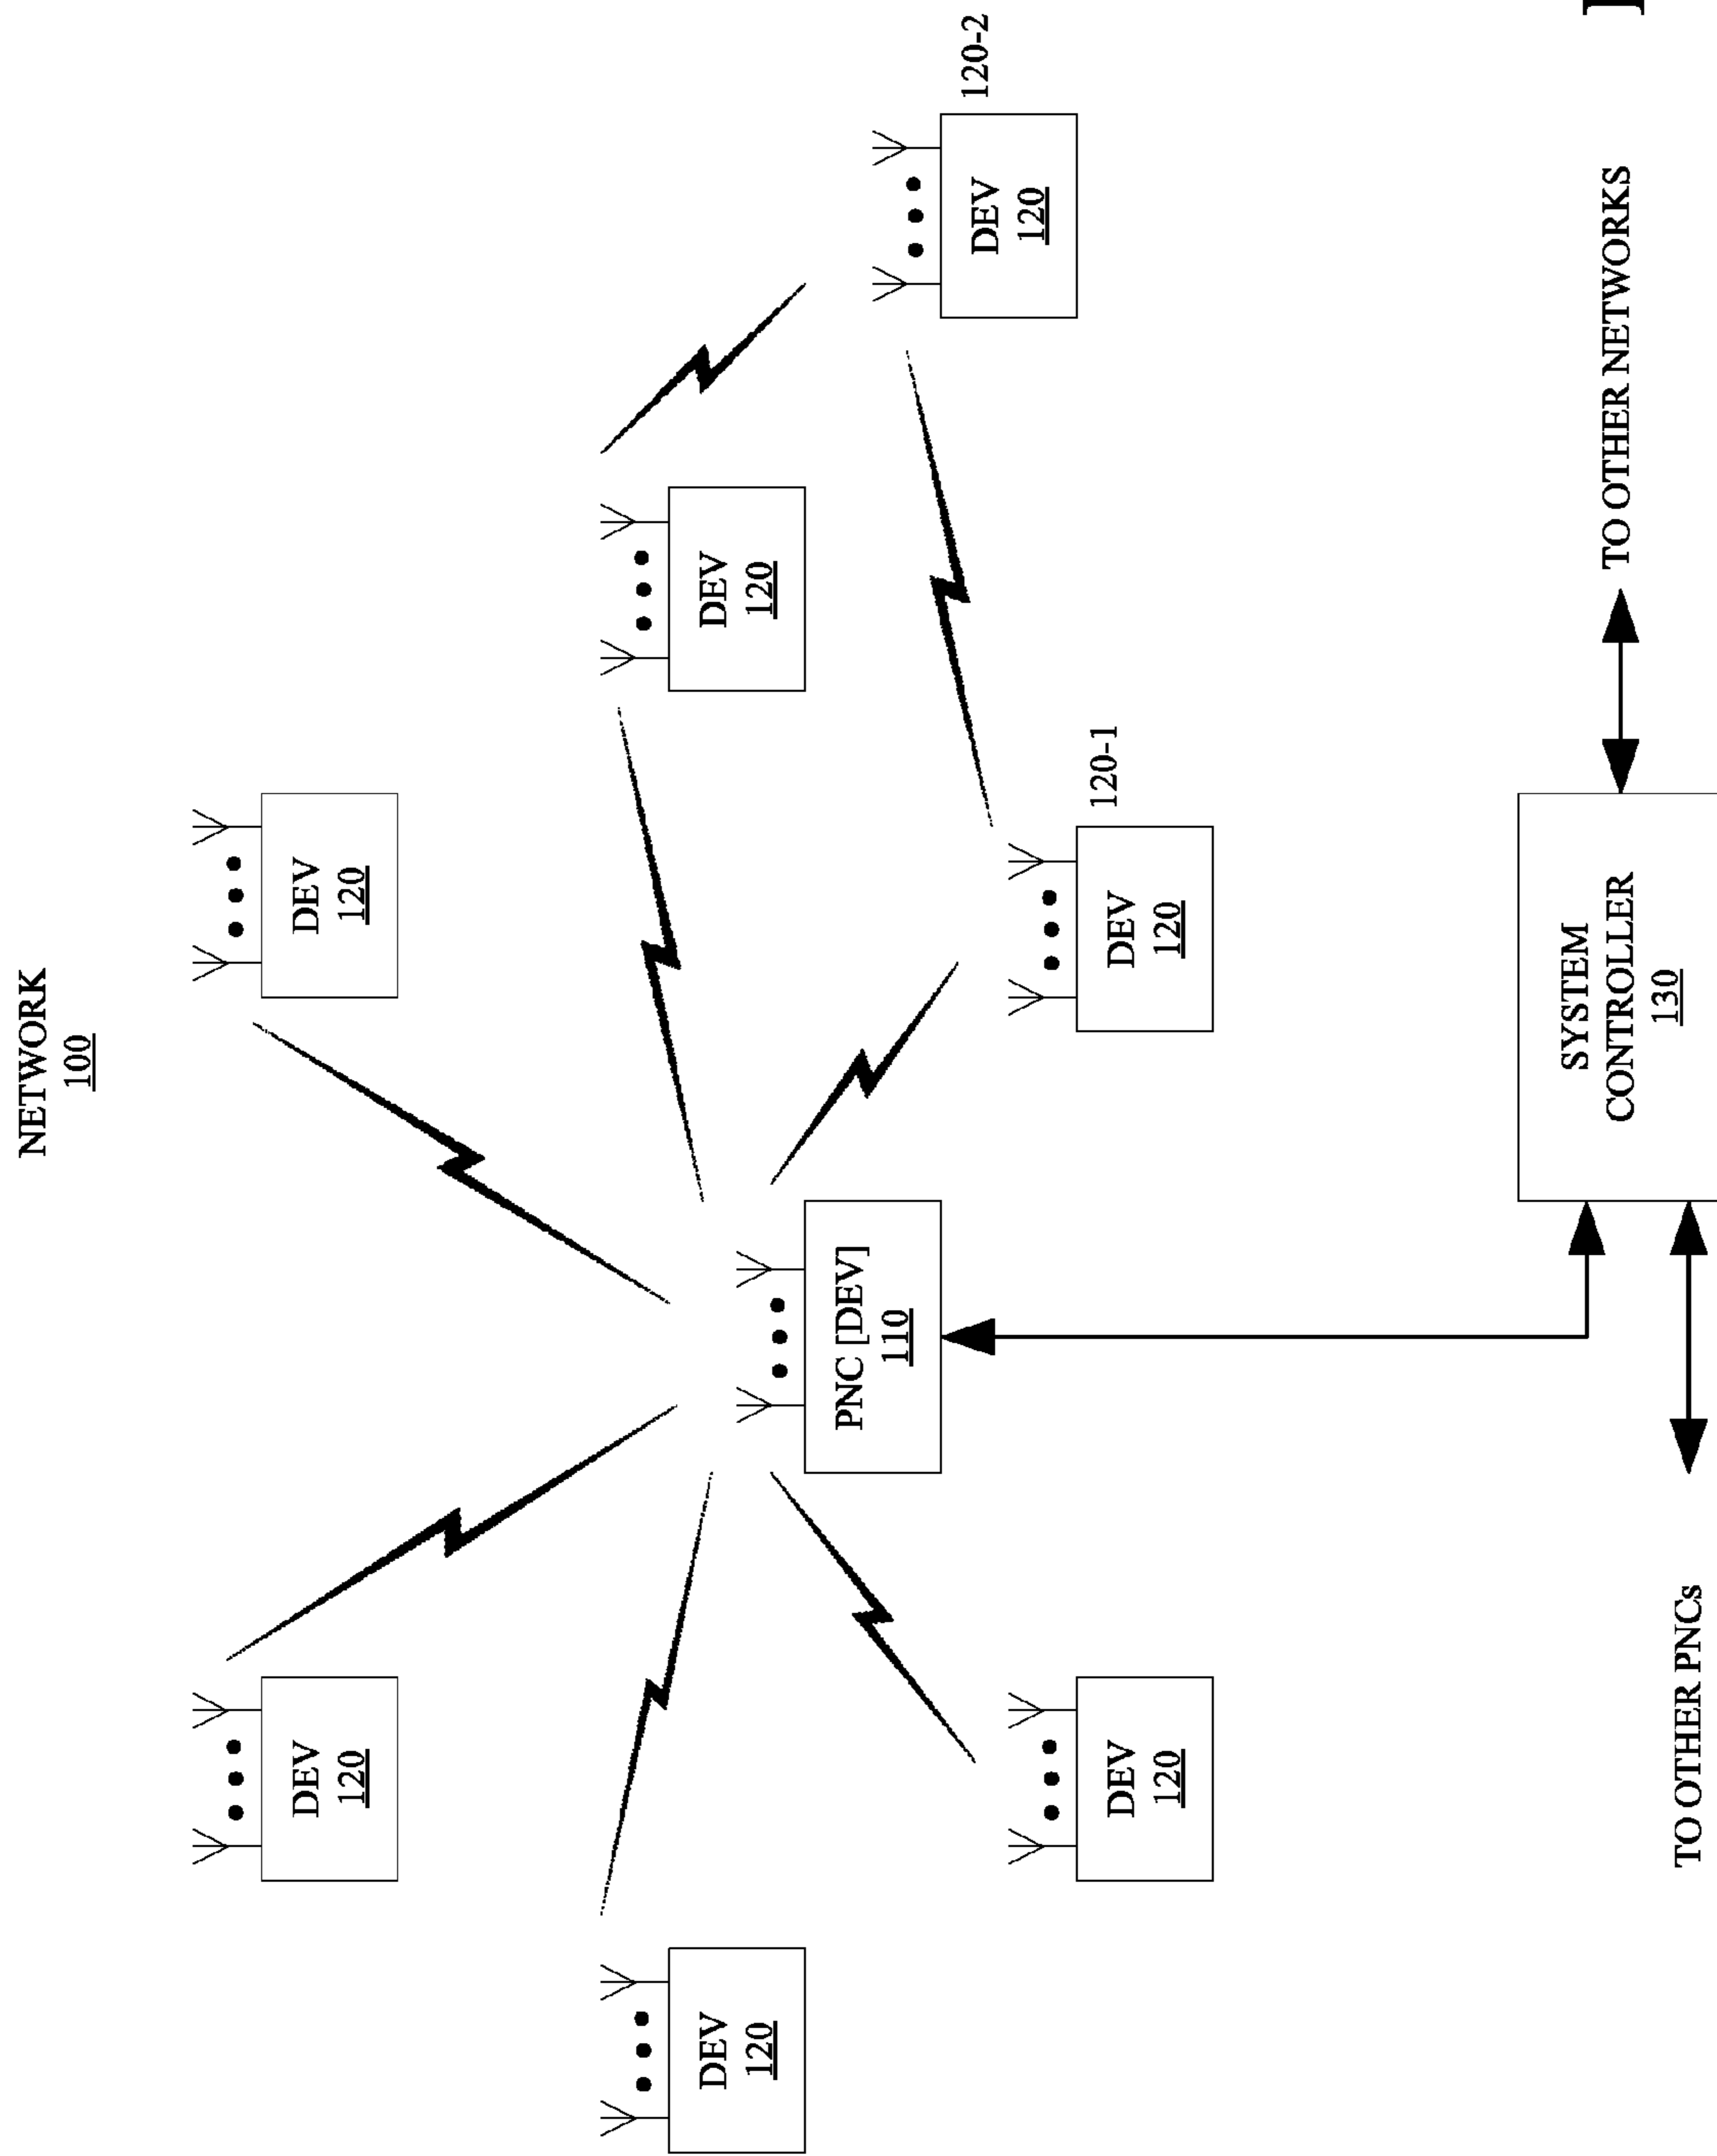 NETWORK
100
DEV
120
DEV
120
DEV
120
DEV
120
PNC [DEV]
110
120-2
DEV
120
DEV
120
120-1
DEV
120
SYSTEM
CONTROLLER
130
TO OTHER NETWORKS
TO OTHER PNCs